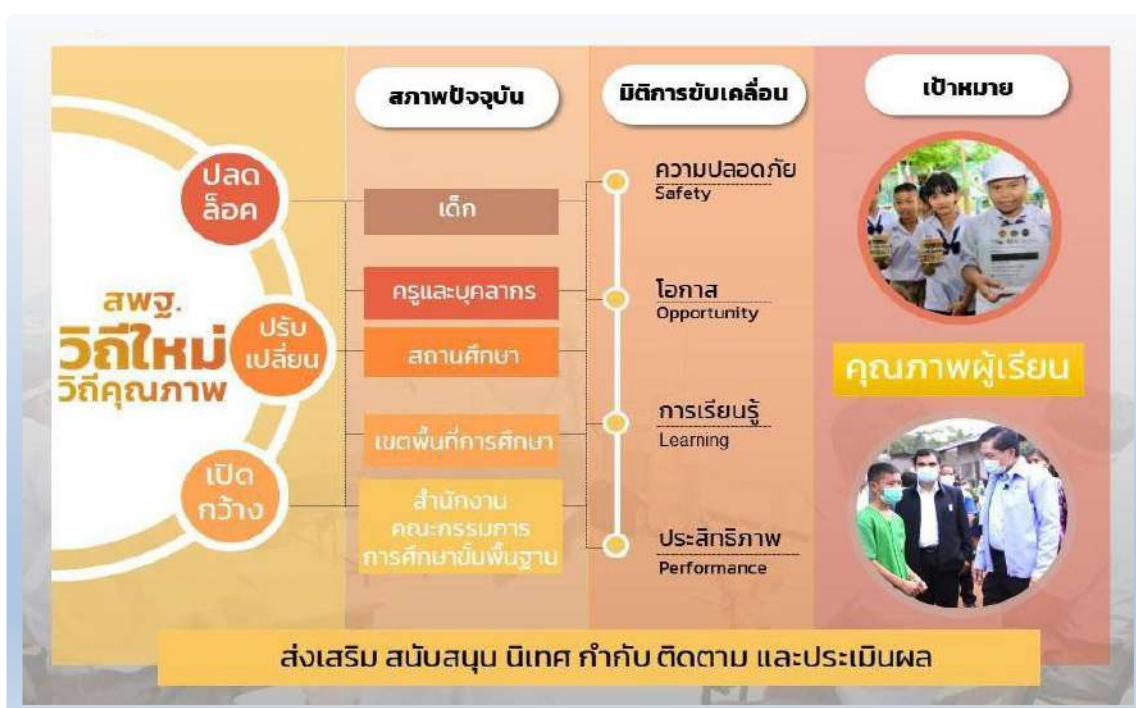 สพฐ.
วิถีใหม่
วิถีคุณภาพ
ปลด
ล็อค
ปรับ
เปลี่ยน
เปิด
กว้าง
สภาพปัจจุบัน
เด็ก
ครูและบุคลากร
สถานศึกษา
เขตพื้นที่การศึกษา
สำนักงาน
คณะกรรมการ
การศึกษาขั้นพื้นฐาน
มิติการขับเคลื่อน
ความปลอดภัย
Safety
โอกาส
Opportunity
การเรียนรู้
Learning
ประสิทธิภาพ
Performance
เป้าหมาย
คุณภาพผู้เรียน
ส่งเสริม สนับสนุน นิเทศ กำกับ ติดตาม และประเมินผล